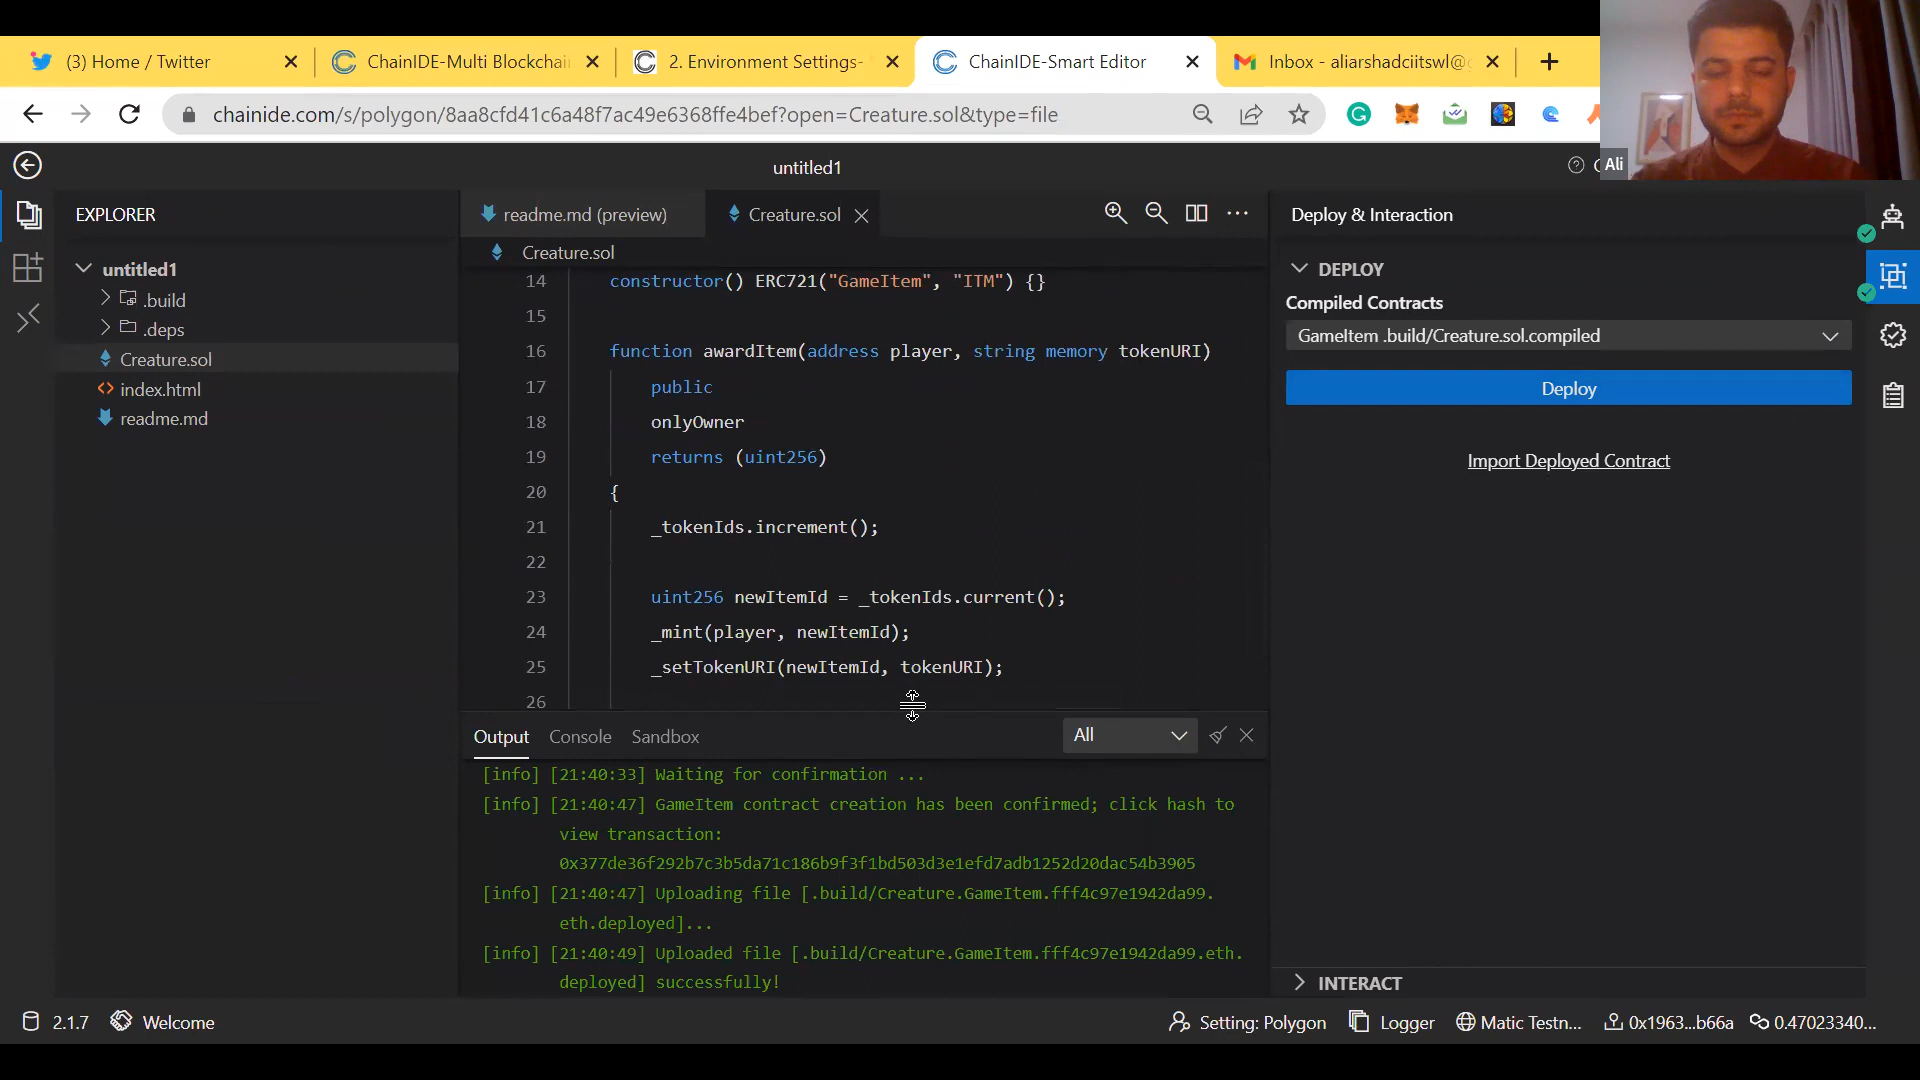 (3) Home / Twitter
ChainIDE-Multi Blockchain
2. Environment Settings-
ChainIDE-Smart Editor
Inbox - aliarshadciitswl@g
chainide.com/s/polygon/8aa8cfd41c6a48f7ac49e6368ffe4bef?open=Creature.sol&type=file
untitled1
Ali
EXPLORER
untitled1
.build
.deps
Creature.sol
index.html
readme.md
readme.md (preview)
Creature.sol
Creature.sol
14 constructor() ERC721("GameItem", "ITM") {}
15
16 function awardItem(address player, string memory tokenURI)
17 public
18 onlyOwner
19 returns (uint256)
20 {
21 _tokenIds.increment();
22
23 uint256 newItemId = _tokenIds.current();
24 _mint(player, newItemId);
25 _setTokenURI(newItemId, tokenURI);
26
Output Console Sandbox
All
[info] [21:40:33] Waiting for confirmation ...
[info] [21:40:47] GameItem contract creation has been confirmed; click hash to
view transaction:
0x377de36f292b7c3b5da71c186b9f3f1bd503d3e1efd7adb1252d20dac54b3905
[info] [21:40:47] Uploading file [.build/Creature.GameItem.fff4c97e1942da99.
eth.deployed]...
[info] [21:40:49] Uploaded file [.build/Creature.GameItem.fff4c97e1942da99.eth.
deployed] successfully!
Deploy & Interaction
DEPLOY
Compiled Contracts
GameItem .build/Creature.sol.compiled
Deploy
Import Deployed Contract
INTERACT
2.1.7
Welcome
Setting: Polygon
Logger
Matic Testn...
0x1963...b66a
0.47023340...